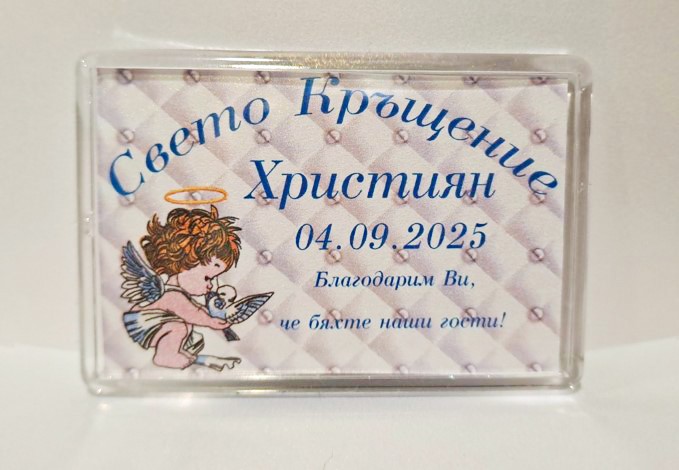 Свето Кръщение
Християн
04.09.2025
Благодарим Ви,
че бяхте наши гости!